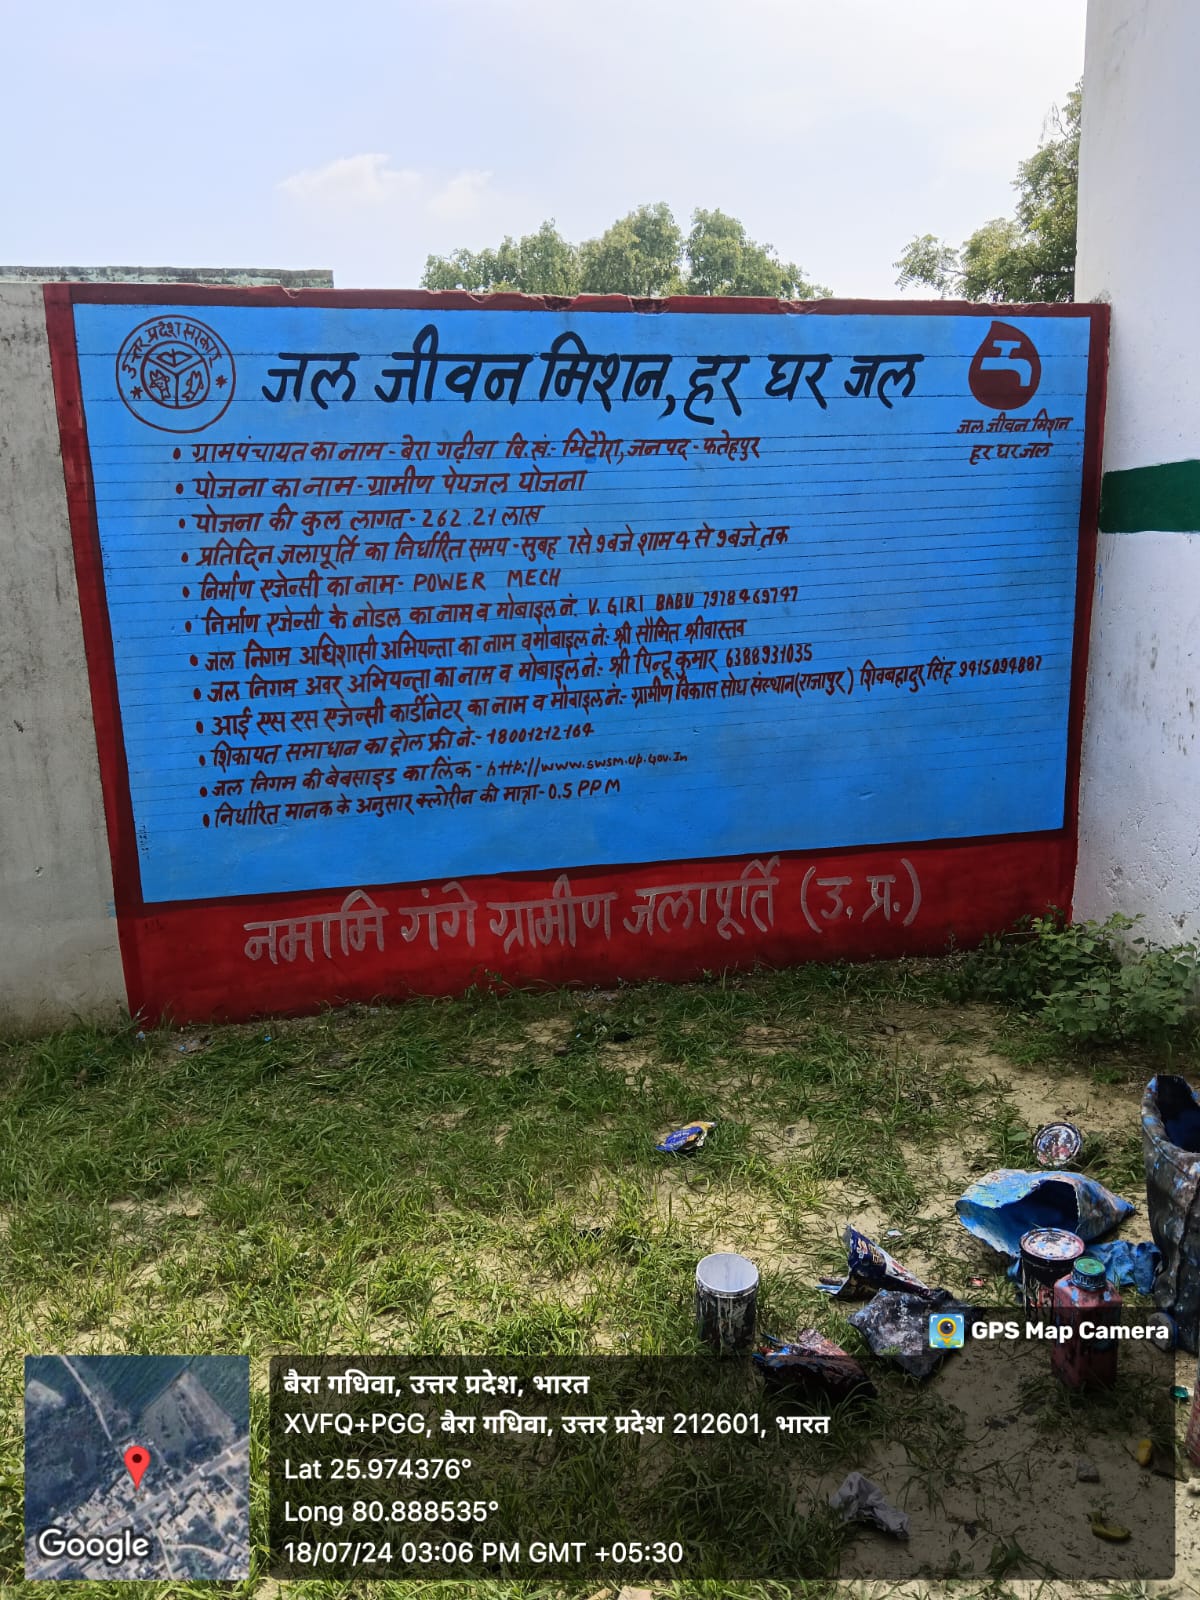 उत्तर प्रदेश सरकार
जल जीवन मिशन, हर घर जल
जल जीवन मिशन
हर घर जल
• ग्रामपंचायत का नाम - बेरा गढ़ीवा वि.खं:- भिटौरा, जनपद - फतेहपुर
• योजना का नाम - ग्रामीण पेयजल योजना
• योजना की कुल लागत - 262.21 लाख
• प्रतिदिन जलापूर्ति का निर्धारित समय - सुबह 7 से 9 बजे शाम 4 से 9 बजे तक
• निर्माण एजेन्सी का नाम - POWER MECH
• निर्माण एजेन्सी के नोडल का नाम व मोबाइल नं. V. GIRI BABU 7978469747
• जल निगम अधिशासी अभियन्ता का नाम व मोबाइल नं:- श्री सौमित श्रीवास्तव
• जल निगम अवर अभियन्ता का नाम व मोबाइल नं:- श्री पिन्टू कुमार 6388931035
• आई एस एस एजेन्सी कार्डीनेटर का नाम व मोबाइल नं:- ग्रामीण विकास सोध संस्थान (राजापुर) शिवबहादुर सिंह 9415094887
• शिकायत समाधान का ट्रोल फ्री नं:- 18001212164
• जल निगम की बेबसाइड का लिंक - http://www.swsm.up.gov.In
• निर्धारित मानक के अनुसार क्लोरीन की मात्रा - 0.5 PPM
नमामि गंगे ग्रामीण जलापूर्ति (उ. प्र.)
GPS Map Camera
बैरा गधिवा, उत्तर प्रदेश, भारत
XVFQ+PGG, बैरा गधिवा, उत्तर प्रदेश 212601, भारत
Lat 25.974376°
Long 80.888535°
18/07/24 03:06 PM GMT +05:30
Google